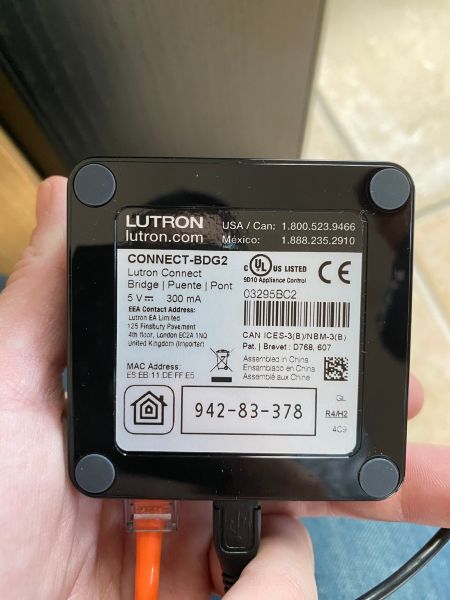 LUTRON
lutron.com
USA / Can: 1.800.523.9466
México: 1.888.235.2910
CONNECT-BDG2
Lutron Connect
Bridge | Puente | Pont
5 V 300 mA
EEA Contact Address:
Lutron EA Limited
125 Finsbury Pavement
4th floor, London EC2A 1NQ
United Kingdom (Importer)
MAC Address:
E5 EB 11 DE FF E5
c UL US LISTED
9D10 Appliance Control
CE
03295BC2
CAN ICES-3(B)/NBM-3(B)
Pat. | Brevet : D768, 607
Assembled in China
Ensamblado en China
Assemblé aux Chine
942-83-378
GL
R4/H2
4C9